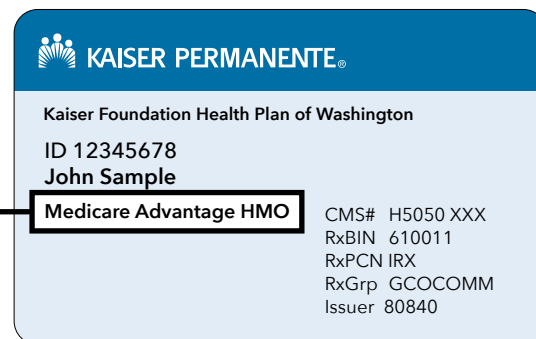 KAISER PERMANENTE®
Kaiser Foundation Health Plan of Washington
ID 12345678
John Sample
Medicare Advantage HMO
CMS# H5050 XXX
RxBIN 610011
RxPCN IRX
RxGrp GCOCOMM
Issuer 80840